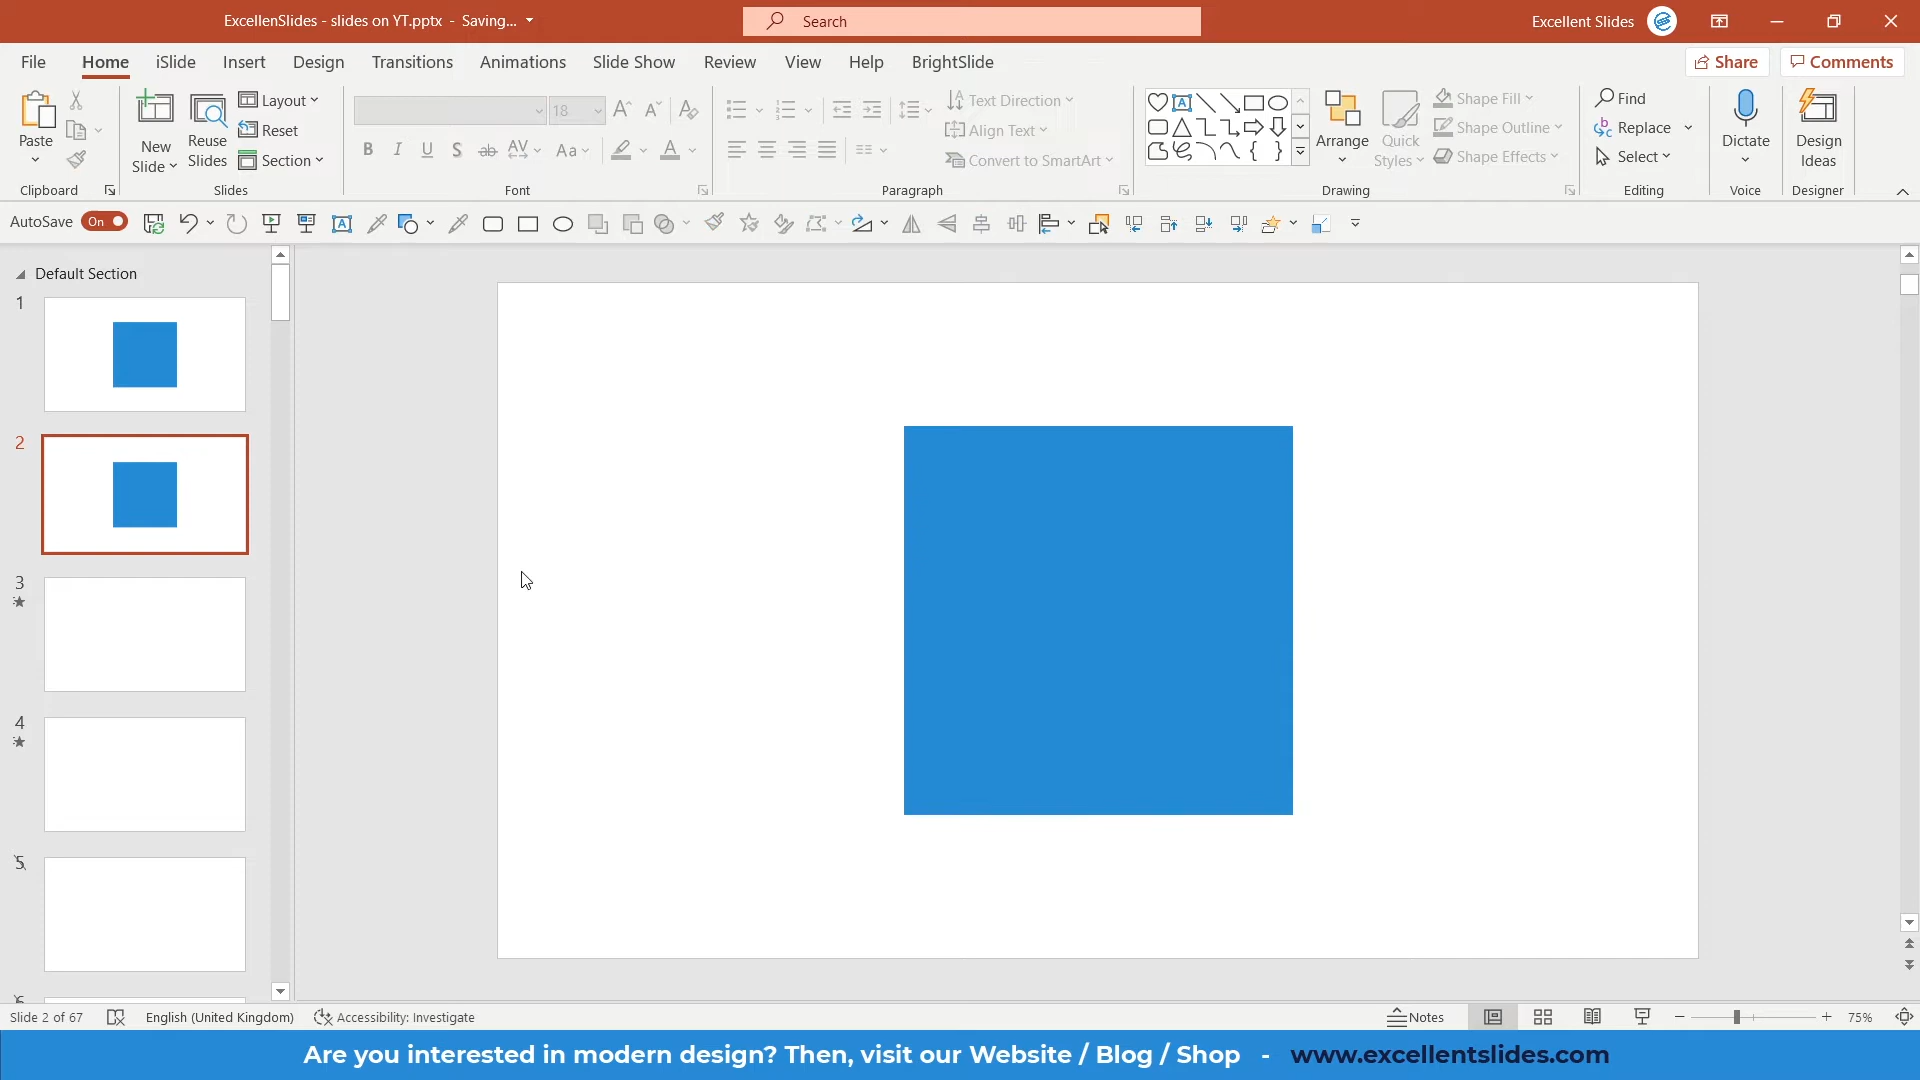 ExcellenSlides - slides on YT.pptx - Saving...
Search
Excellent Slides
File Home iSlide Insert Design Transitions Animations Slide Show Review View Help BrightSlide
Share Comments
Paste
New Slide
Reuse Slides
Layout
Reset
Section
18
B I U S ab AV Aa A
Text Direction
Align Text
Convert to SmartArt
A
Arrange
Quick Styles
Shape Fill
Shape Outline
Shape Effects
Find
Replace
Select
Dictate
Design Ideas
Clipboard Slides Font Paragraph Drawing Editing Voice Designer
AutoSave On
Default Section
1
2
3
4
5
6
Slide 2 of 67 English (United Kingdom) Accessibility: Investigate Notes 75%
Are you interested in modern design? Then, visit our Website / Blog / Shop - www.excellentslides.com